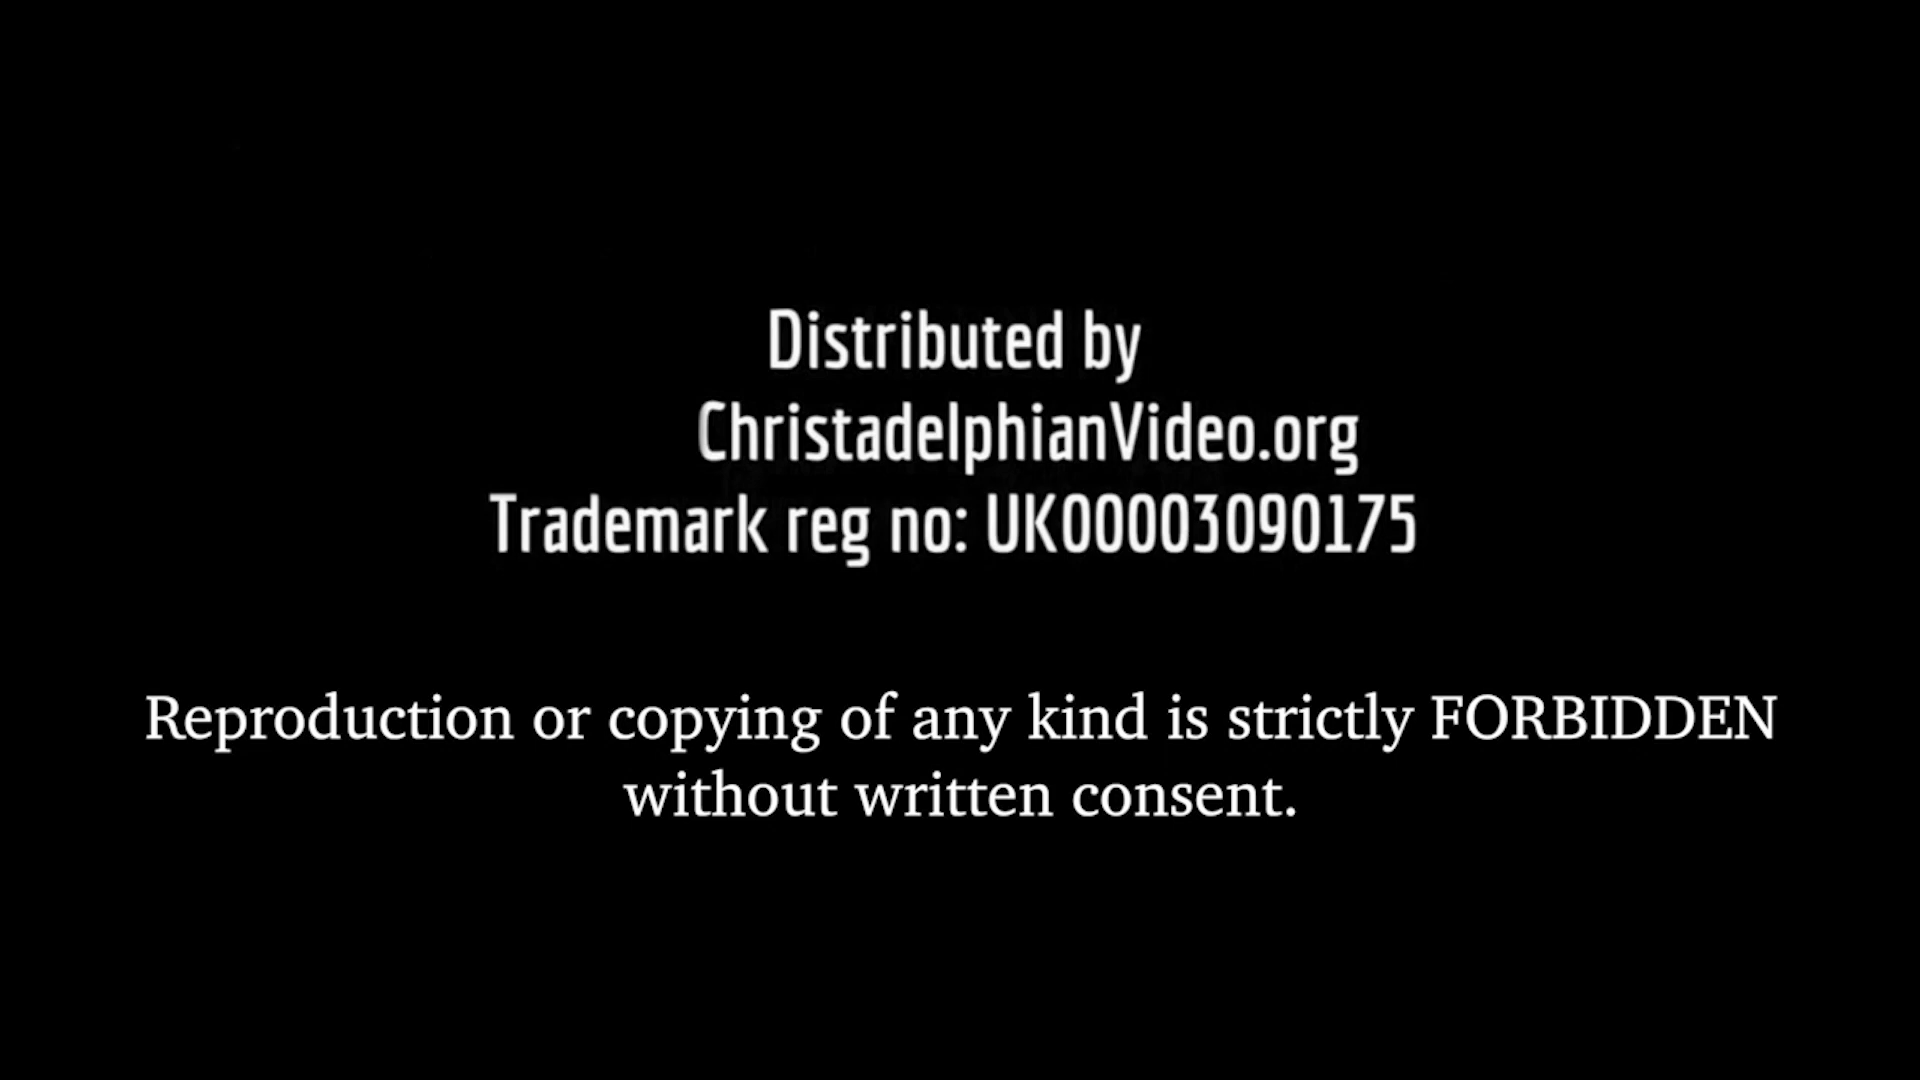 Distributed by
ChristadelphianVideo.org
Trademark reg no: UK00003090175
Reproduction or copying of any kind is strictly FORBIDDEN
without written consent.